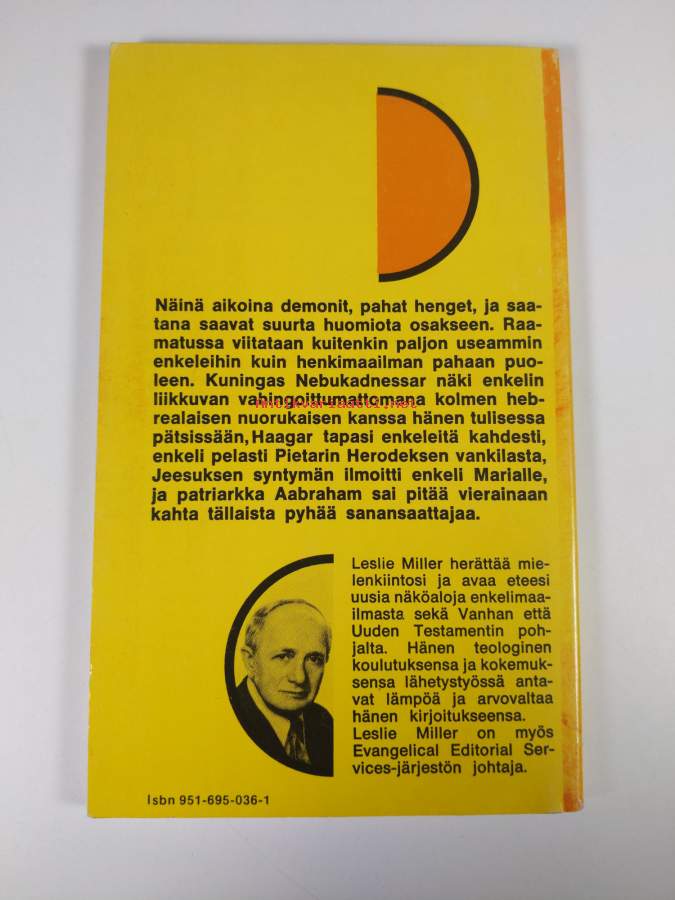 Näinä aikoina demonit, pahat henget, ja saa-
tana saavat suurta huomiota osakseen. Raa-
matussa viitataan kuitenkin paljon useammin
enkeleihin kuin henkimaailman pahaan puo-
leen. Kuningas Nebukadnessar näki enkelin
liikkuvan vahingoittumattomana kolmen heb-
Antikvariaatti.net
realaisen nuorukaisen kanssa hänen tulisessa
pätsissään, Haagar tapasi enkeleitä kahdesti,
enkeli pelasti Pietarin Herodeksen vankilasta,
Jeesuksen syntymän ilmoitti enkeli Marialle,
ja patriarkka Aabraham sai pitää vierainaan
kahta tällaista pyhää sanansaattajaa.
Leslie Miller herättää mie-
lenkiintosi ja avaa eteesi
uusia näköaloja enkelimaa-
ilmasta sekä Vanhan että
Uuden Testamentin poh-
jalta. Hänen teologinen
koulutuksensa ja kokemuk-
sensa lähetystyössä anta-
vat lämpöä ja arvovaltaa
hänen kirjoitukseensa.
Leslie Miller on myös
Evangelical Editorial Ser-
vices-järjestön johtaja.
Isbn 951-695-036-1